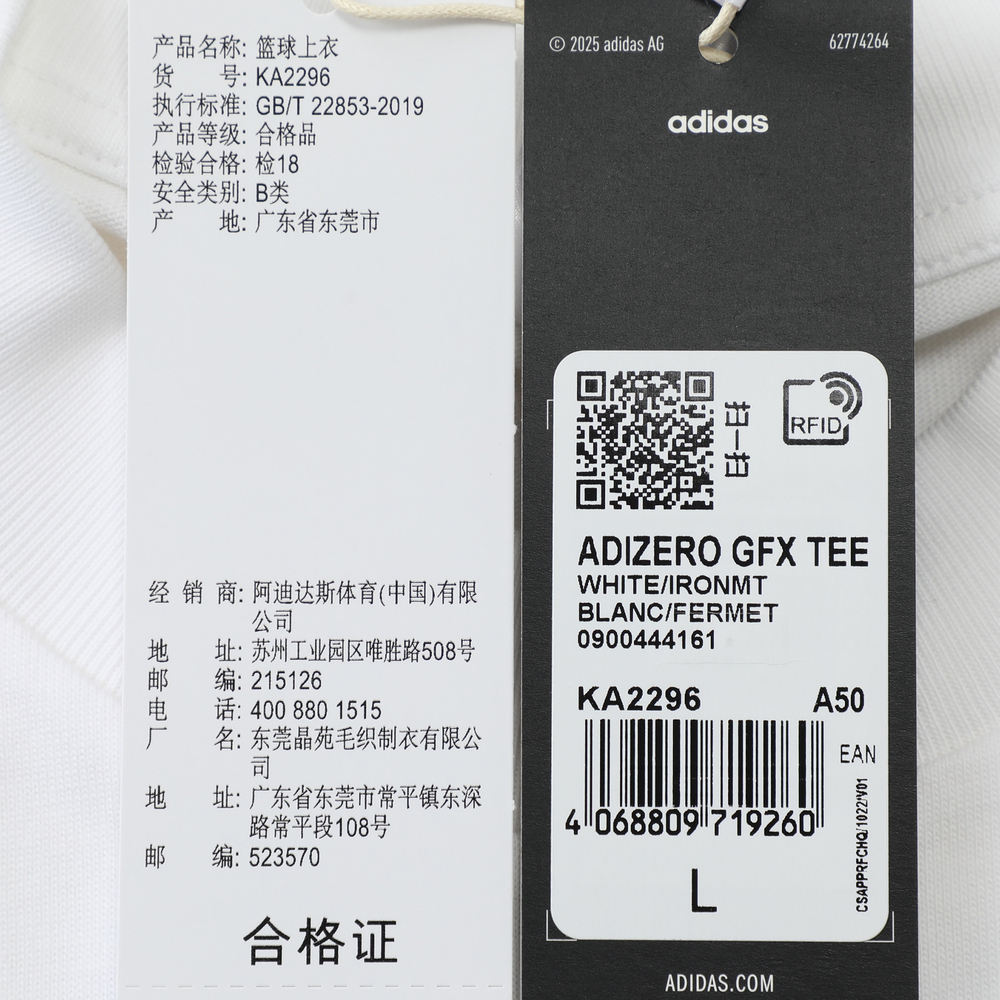 产品名称: 篮球上衣
货 号: KA2296
执行标准: GB/T 22853-2019
产品等级: 合格品
检验合格: 检18
安全类别: B类
产 地: 广东省东莞市
经 销 商: 阿迪达斯体育(中国)有限
公司
地 址: 苏州工业园区唯胜路508号
邮 编: 215126
电 话: 400 880 1515
厂 名: 东莞晶苑毛织制衣有限公
司
地 址: 广东省东莞市常平镇东深
路常平段108号
邮 编: 523570
合格证
© 2025 adidas AG
62774264
adidas
扫一扫
RFID
ADIZERO GFX TEE
WHITE/IRONMT
BLANC/FERMET
0900444161
KA2296 A50
EAN
4 068809 719260
CSAPPRFCHQ/1022/V01
L
ADIDAS.COM